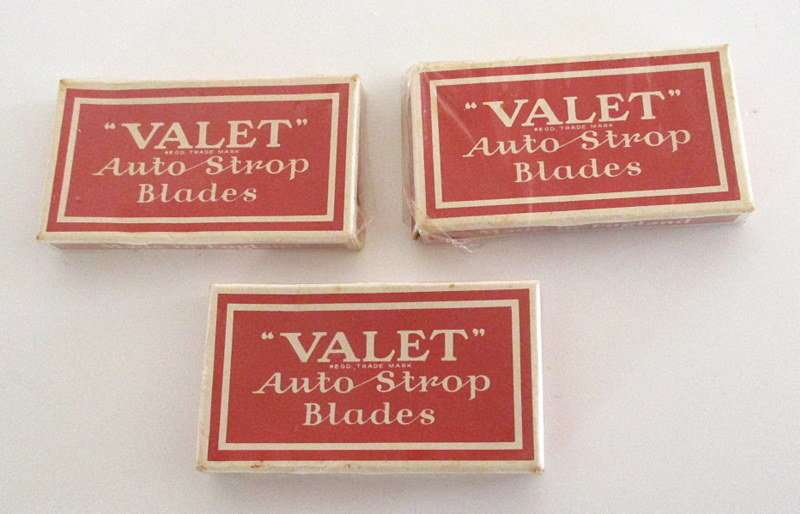 “VALET”
REGD. TRADE MARK
Auto Strop
Blades
“VALET”
REGD. TRADE MARK
Auto Strop
Blades
England
“VALET”
REGD. TRADE MARK
Auto Strop
Blades